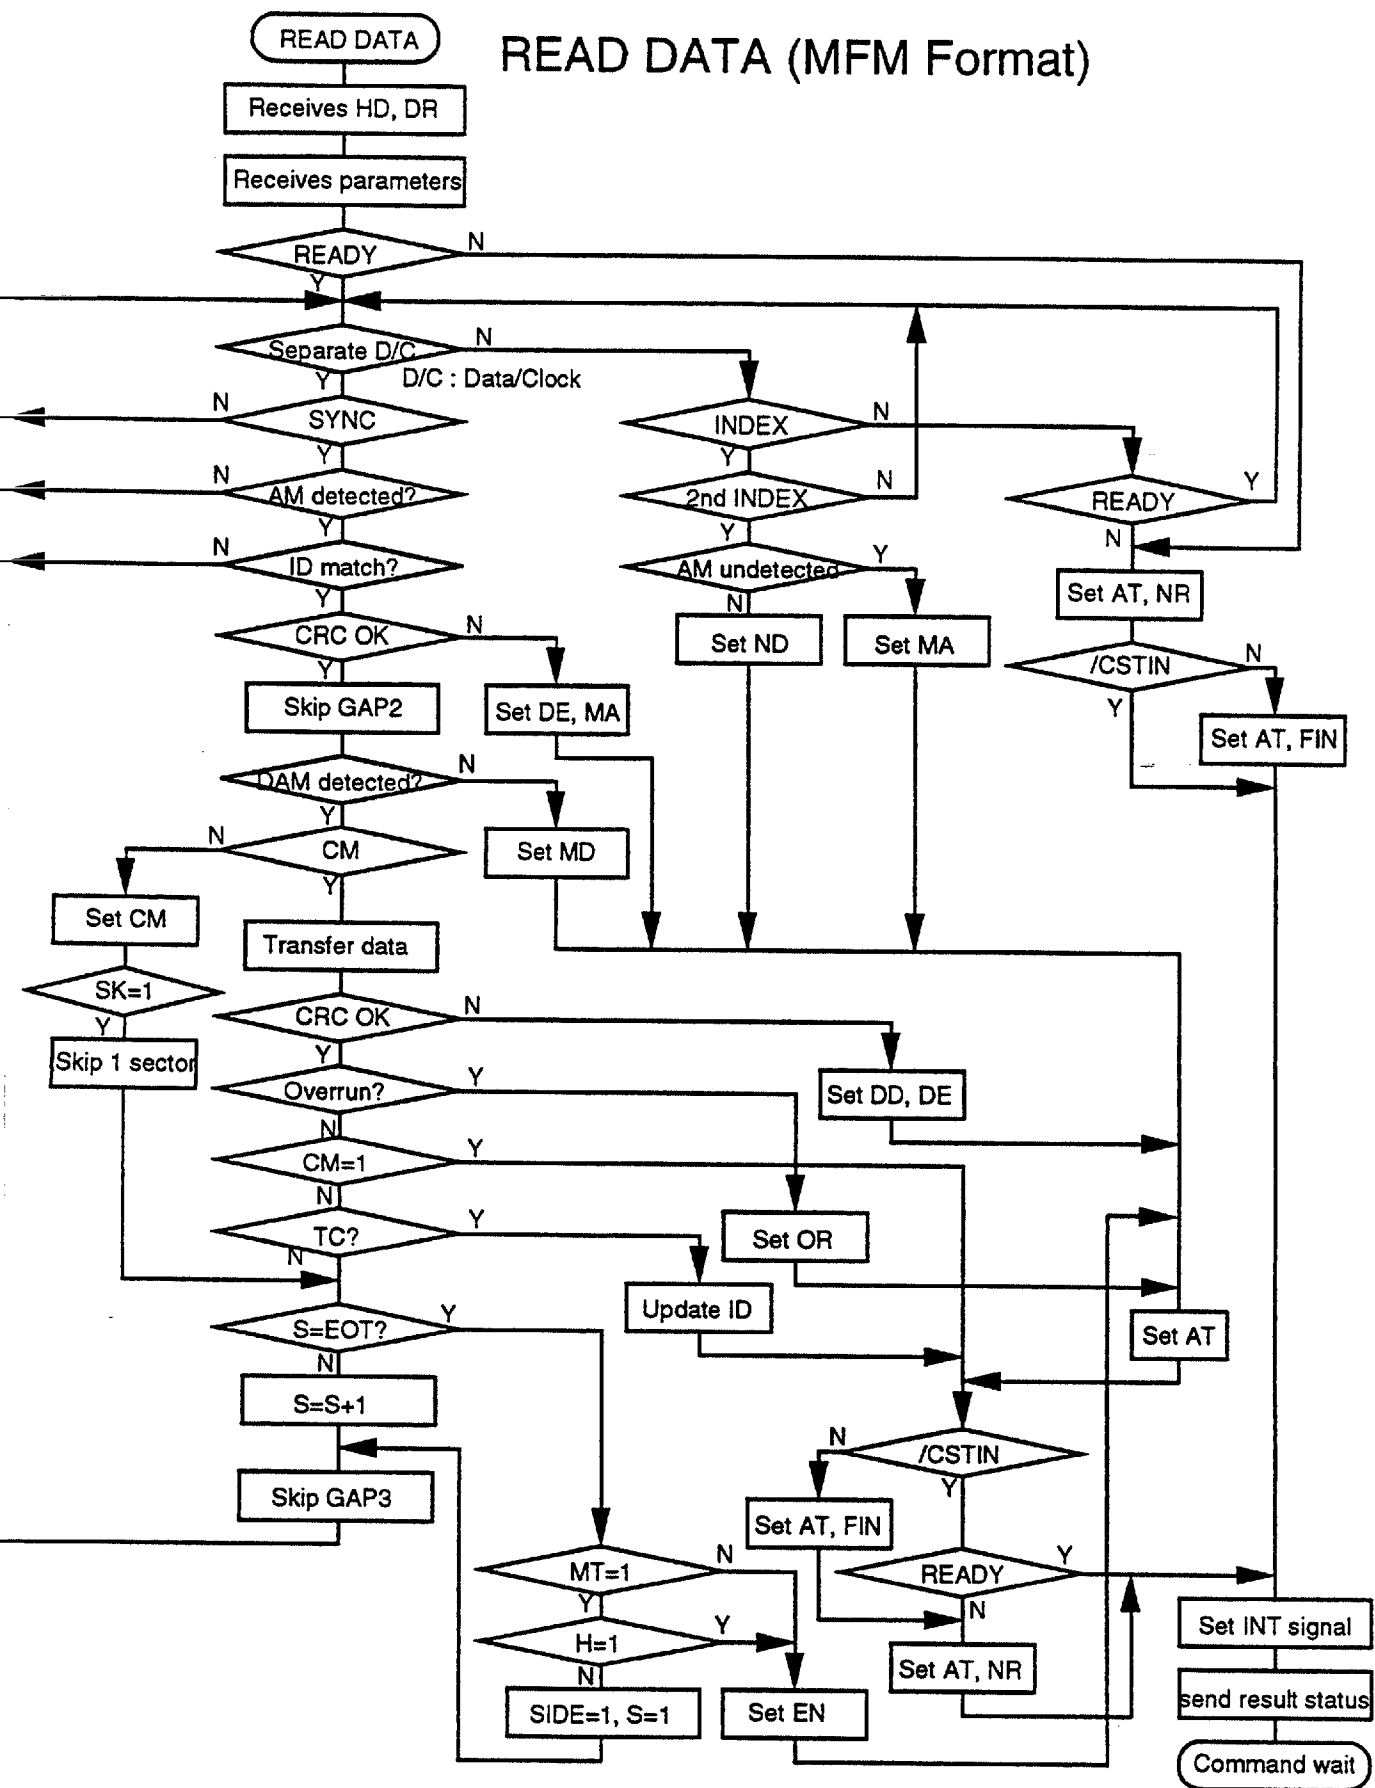 READ DATA
READ DATA (MFM Format)
Receives HD, DR
Receives parameters
READY
N
Y
Separate D/C
N
Y
D/C : Data/Clock
N
SYNC
Y
INDEX
N
Y
N
AM detected?
Y
2nd INDEX
N
Y
READY
Y
N
N
ID match?
Y
AM undetected
Y
N
Set AT, NR
CRC OK
N
Y
Set ND
Set MA
/CSTIN
N
Y
Skip GAP2
Set DE, MA
Set AT, FIN
DAM detected?
N
Y
N
CM
Y
Set MD
Set CM
Transfer data
SK=1
Y
CRC OK
N
Y
Skip 1 sector
Overrun?
Y
N
Set DD, DE
CM=1
Y
N
TC?
Y
N
Set OR
Update ID
S=EOT?
Y
N
Set AT
S=S+1
N
/CSTIN
Y
Skip GAP3
Set AT, FIN
MT=1
N
Y
READY
Y
N
H=1
Y
N
Set INT signal
Set AT, NR
SIDE=1, S=1
Set EN
send result status
Command wait